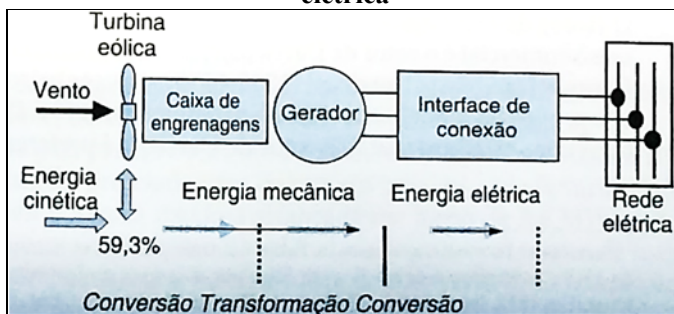 elétrica
Turbina
eólica
Vento
Caixa de
engrenagens
Gerador
Interface de
conexão
Energia
cinética
Energia mecânica
Energia elétrica
Rede
elétrica
59,3%
Conversão Transformação Conversão